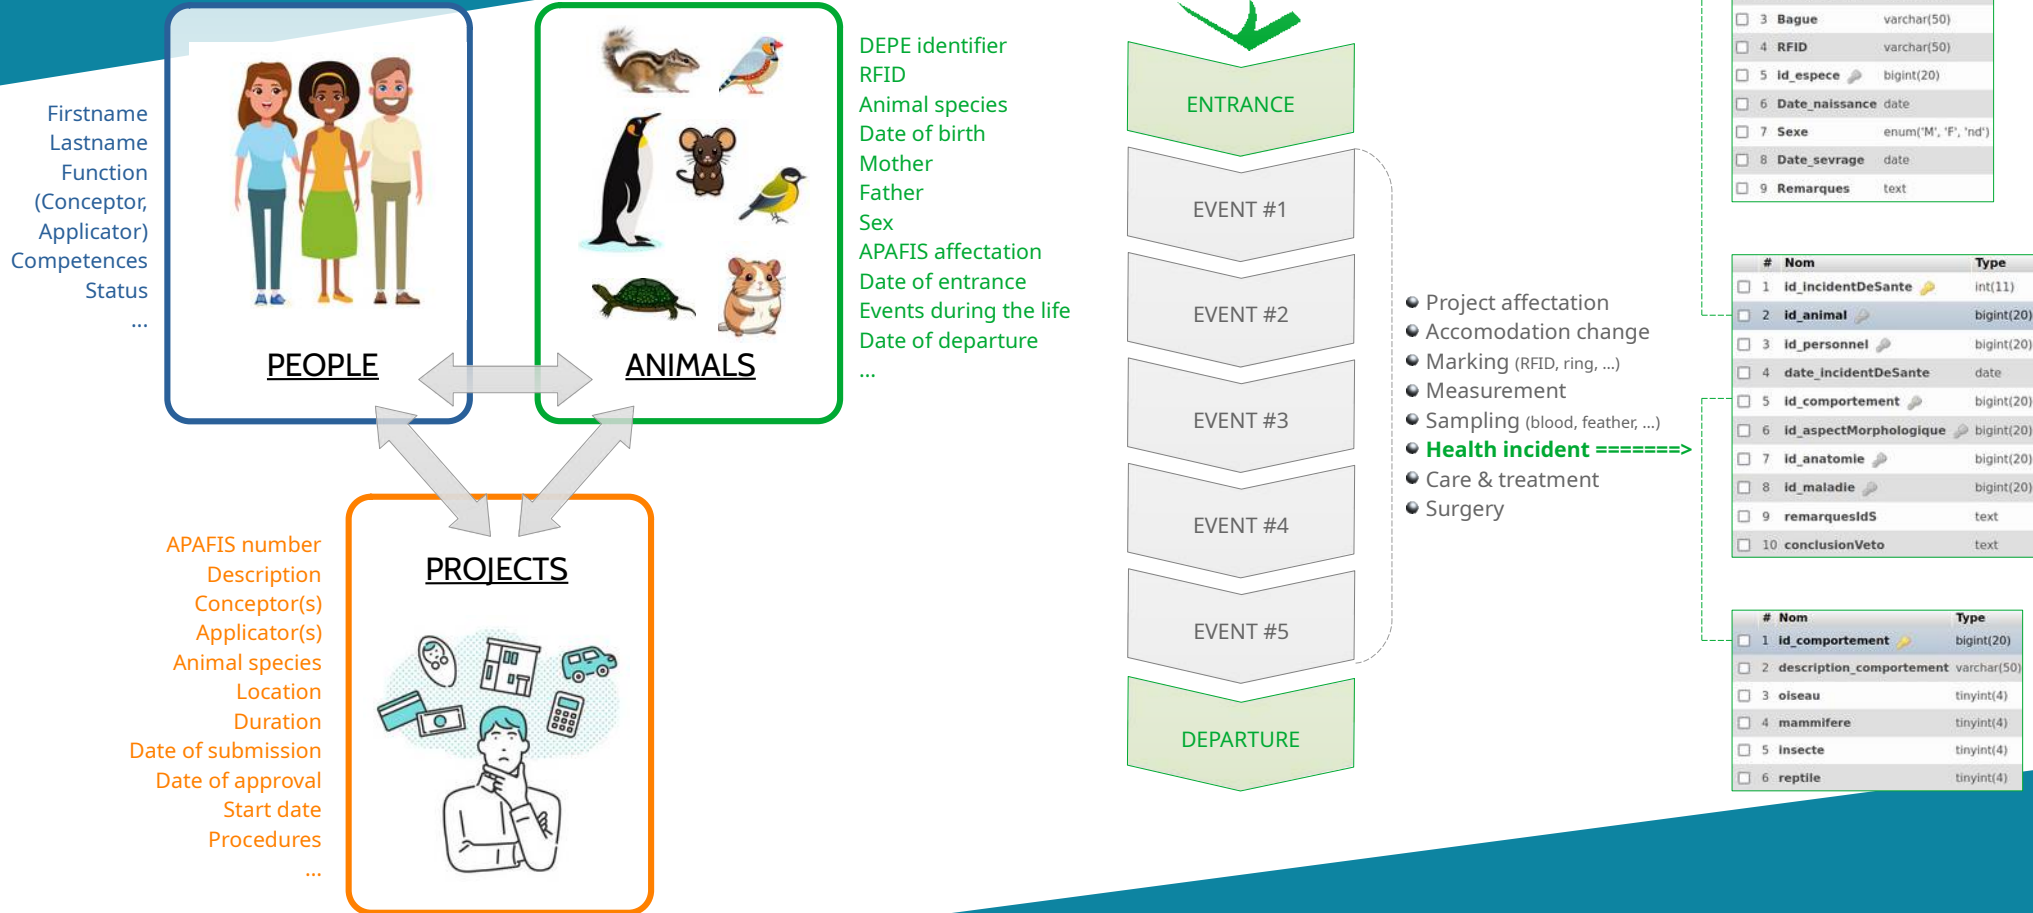 Firstname
Lastname
Function
(Conceptor,
Applicator)
Competences
Status
...
PEOPLE
ANIMALS
DEPE identifier
RFID
Animal species
Date of birth
Mother
Father
Sex
APAFIS affectation
Date of entrance
Events during the life
Date of departure
...
APAFIS number
Description
Conceptor(s)
Applicator(s)
Animal species
Location
Duration
Date of submission
Date of approval
Start date
Procedures
...
PROJECTS
ENTRANCE
EVENT #1
EVENT #2
EVENT #3
EVENT #4
EVENT #5
DEPARTURE
Project affectation
Accomodation change
Marking (RFID, ring, ...)
Measurement
Sampling (blood, feather, ...)
Health incident =======>
Care & treatment
Surgery
3 Bague varchar(50)
4 RFID varchar(50)
5 id_espece bigint(20)
6 Date_naissance date
7 Sexe enum('M', 'F', 'nd')
8 Date_sevrage date
9 Remarques text
# Nom Type
1 id_incidentDeSante int(11)
2 id_animal bigint(20)
3 id_personnel bigint(20)
4 date_incidentDeSante date
5 id_comportement bigint(20)
6 id_aspectMorphologique bigint(20)
7 id_anatomie bigint(20)
8 id_maladie bigint(20)
9 remarquesIdS text
10 conclusionVeto text
# Nom Type
1 id_comportement bigint(20)
2 description_comportement varchar(50)
3 oiseau tinyint(4)
4 mammifere tinyint(4)
5 insecte tinyint(4)
6 reptile tinyint(4)